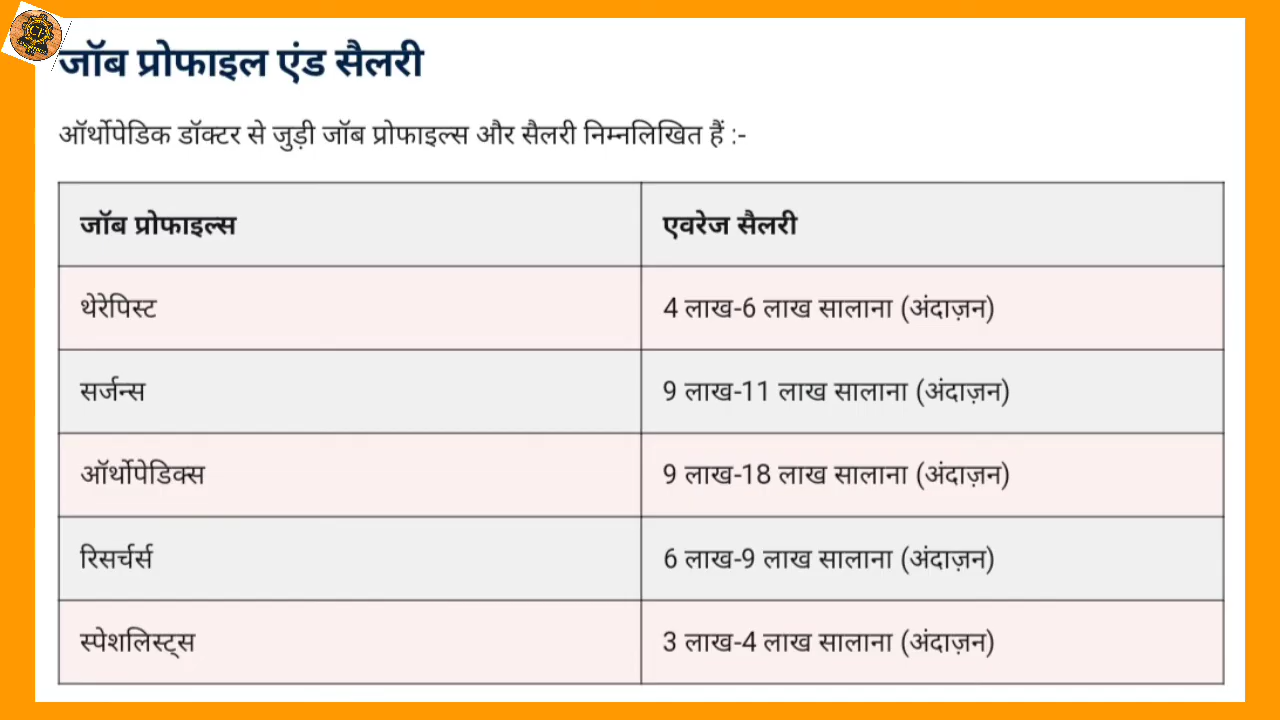 जॉब प्रोफाइल एंड सैलरी
ऑर्थोपेडिक डॉक्टर से जुड़ी जॉब प्रोफाइल्स और सैलरी निम्नलिखित हैं :-
जॉब प्रोफाइल्स एवरेज सैलरी
थेरेपिस्ट 4 लाख-6 लाख सालाना (अंदाज़न)
सर्जन्स 9 लाख-11 लाख सालाना (अंदाज़न)
ऑर्थोपेडिक्स 9 लाख-18 लाख सालाना (अंदाज़न)
रिसर्चर्स 6 लाख-9 लाख सालाना (अंदाज़न)
स्पेशलिस्ट्स 3 लाख-4 लाख सालाना (अंदाज़न)